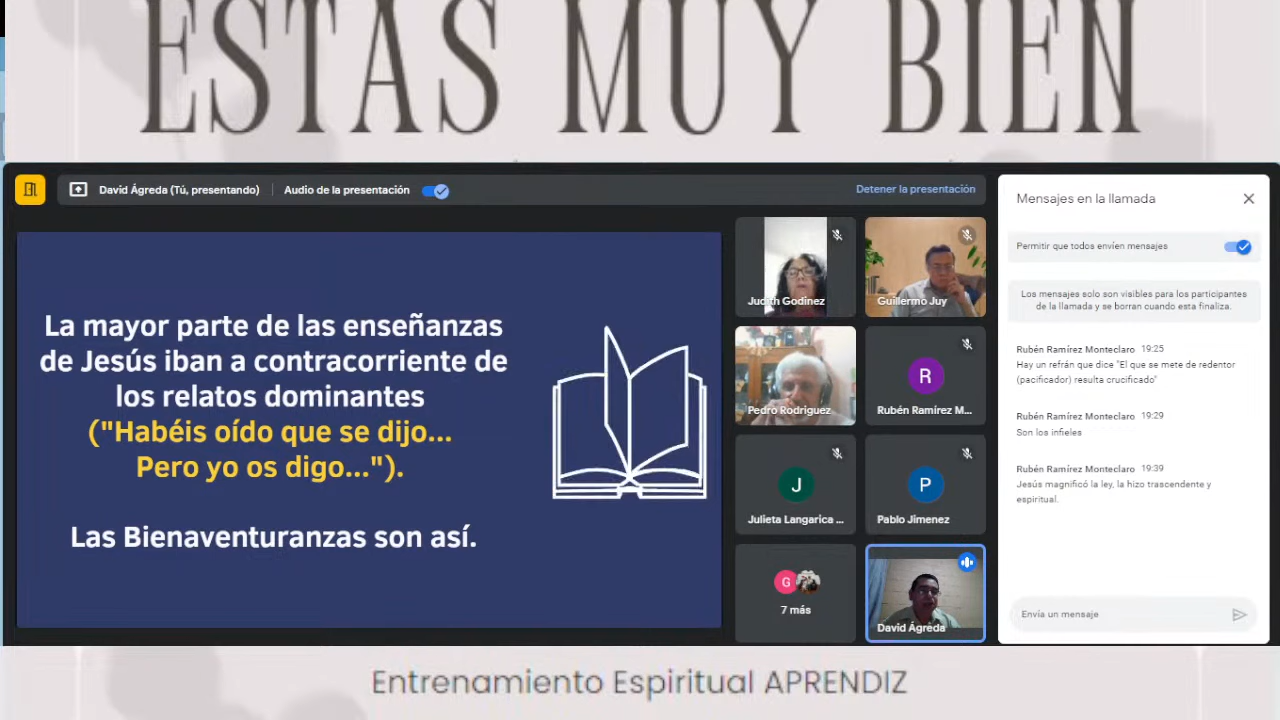 ESTAS MUY BIEN
David Ágreda (Tú, presentando)
Audio de la presentación
Detener la presentación
La mayor parte de las enseñanzas
de Jesús iban a contracorriente de
los relatos dominantes
("Habéis oído que se dijo...
Pero yo os digo...").
Las Bienaventuranzas son así.
Judith Godinez
Guillermo Juy
Pedro Rodriguez
R
Rubén Ramírez M...
J
Julieta Langarica ...
P
Pablo Jimenez
G
7 más
David Ágreda
Mensajes en la llamada
Permitir que todos envíen mensajes
Los mensajes solo son visibles para los participantes
de la llamada y se borran cuando esta finaliza.
Rubén Ramírez Monteclaro 19:25
Hay un refrán que dice "El que se mete de redentor
(pacificador) resulta crucificado"
Rubén Ramírez Monteclaro 19:29
Son los infieles
Rubén Ramírez Monteclaro 19:39
Jesús magnificó la ley, la hizo trascendente y
espiritual.
Envía un mensaje
Entrenamiento Espiritual APRENDIZ